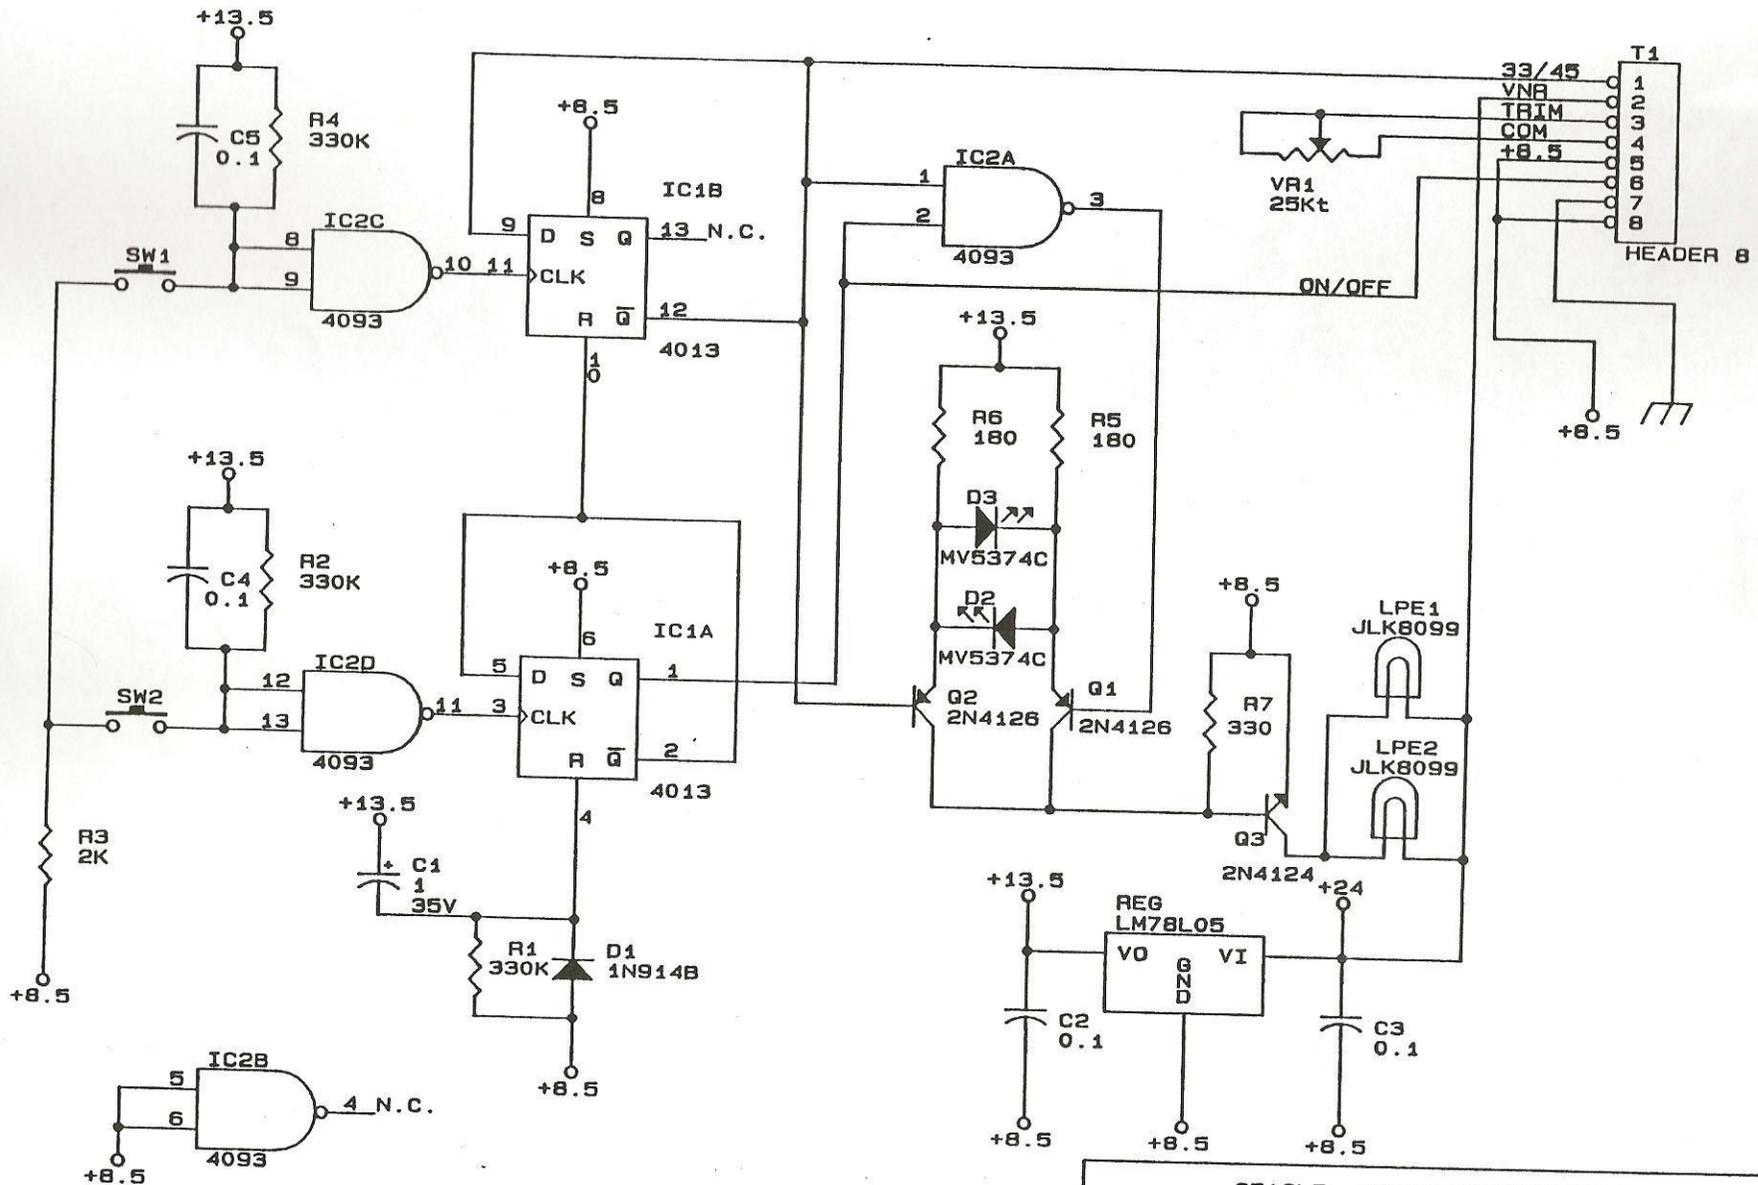 +13.5
C5
0.1
R4
330K
SW1
IC2C
8
9
10
4093
+8.5
8
IC1B
9
D S Q
13 N.C.
11
CLK
R Q
12
1
0
4013
IC2A
1
2
3
4093
T1
33/45
VNR
TRIM
COM
+8.5
1
2
3
4
5
6
7
8
HEADER 8
VR1
25Kt
ON/OFF
+8.5
+13.5
R6
180
R5
180
D3
MV5374C
D2
MV5374C
Q2
2N4126
Q1
2N4126
+8.5
R7
330
Q3
2N4124
LPE1
JLK8099
LPE2
JLK8099
+13.5
C4
0.1
R2
330K
SW2
IC2D
12
13
11
4093
+8.5
6
IC1A
5
D S Q
1
3
CLK
R Q
2
4
4013
R3
2K
+8.5
+13.5
+
C1
1
35V
R1
330K
D1
1N914B
+8.5
IC2B
5
6
4 N.C.
4093
+8.5
+13.5
C2
0.1
+8.5
REG
LM78L05
VO
GND
VI
+8.5
+24
C3
0.1
+8.5